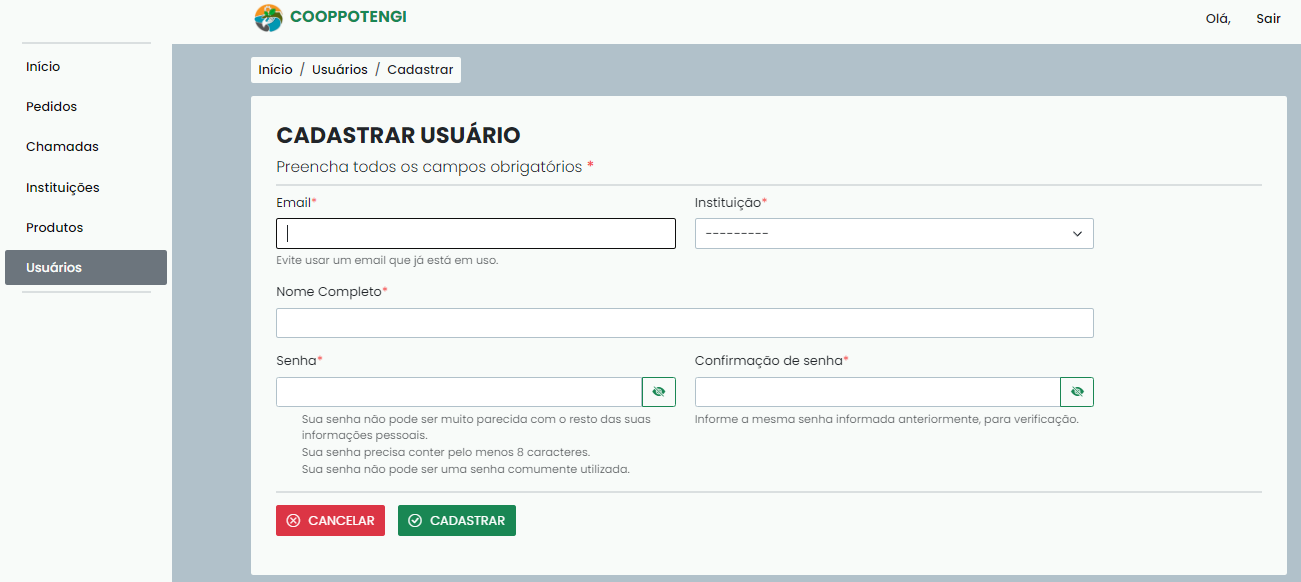 COOPPOTENGI
Olá, Sair
Início
Pedidos
Chamadas
Instituições
Produtos
Usuários
Início / Usuários / Cadastrar
CADASTRAR USUÁRIO
Preencha todos os campos obrigatórios *
Email* Instituição*
---------
Evite usar um email que já está em uso.
Nome Completo*
Senha* Confirmação de senha*
Sua senha não pode ser muito parecida com o resto das suas
informações pessoais.
Sua senha precisa conter pelo menos 8 caracteres.
Sua senha não pode ser uma senha comumente utilizada.
Informe a mesma senha informada anteriormente, para verificação.
CANCELAR CADASTRAR